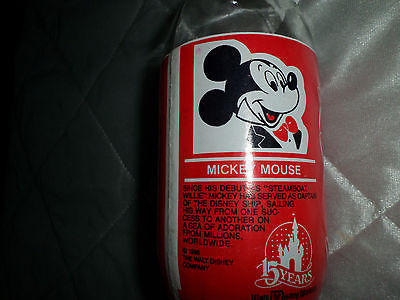 MICKEY MOUSE
SINCE HIS DEBUT AS "STEAMBOAT
WILLIE," MICKEY HAS SERVED AS CAPTAIN
OF THE DISNEY SHIP, SAILING
HIS WAY FROM ONE SUC-
CESS TO ANOTHER ON
A SEA OF ADORATION
FROM MILLIONS,
WORLDWIDE.
© 1986
THE WALT DISNEY
COMPANY
15 YEARS